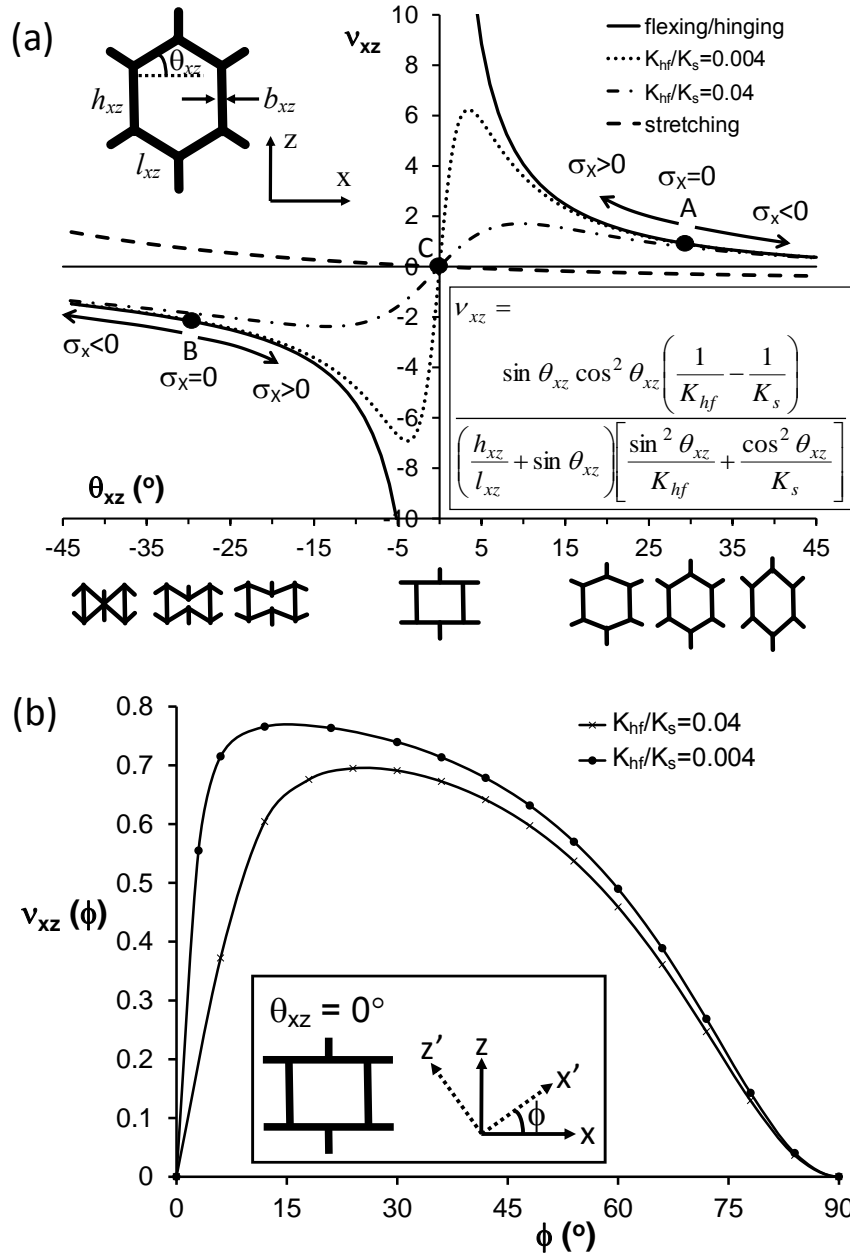 (a)
ν_xz
10
8
6
4
2
0
-2
-4
-6
-8
-10
flexing/hinging
K_hf/K_s=0.004
K_hf/K_s=0.04
stretching
θ_xz
h_xz
b_xz
l_xz
z
x
σ_x>0
σ_x=0
A
σ_x<0
C
σ_x<0
B
σ_x=0
σ_x>0
ν_xz =
sin θ_xz cos² θ_xz (1/K_hf − 1/K_s)
(h_xz/l_xz + sin θ_xz) [sin² θ_xz/K_hf + cos² θ_xz/K_s]
θ_xz (°)
-45 -35 -25 -15 -5 5 15 25 35 45
(b)
0.8
0.7
0.6
0.5
0.4
0.3
0.2
0.1
0
K_hf/K_s=0.04
K_hf/K_s=0.004
ν_xz (ϕ)
θ_xz = 0°
z'
z
x'
ϕ
x
0 15 30 45 60 75 90
ϕ (°)